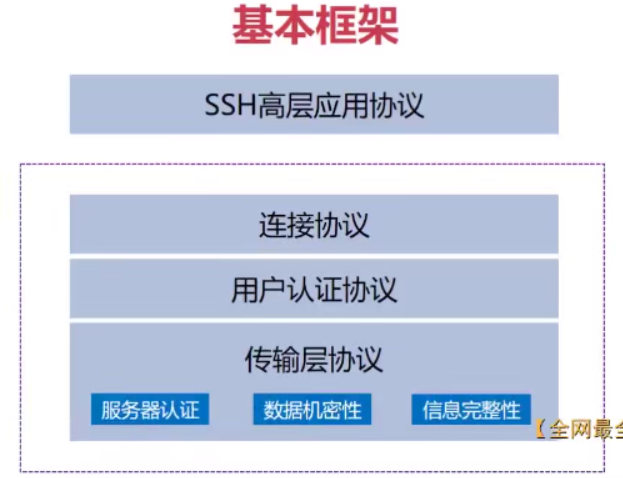 基本框架
SSH高层应用协议
连接协议
用户认证协议
传输层协议
服务器认证 数据机密性 信息完整性
【全网最全